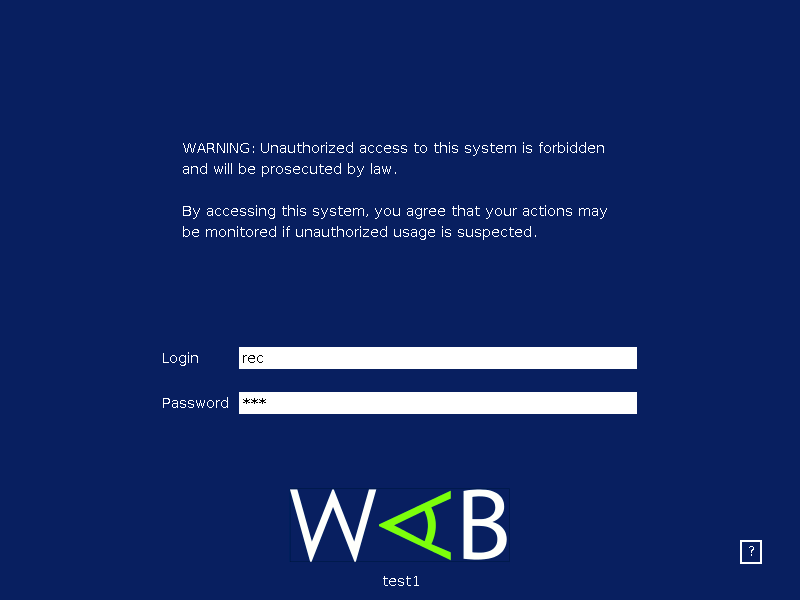 WARNING: Unauthorized access to this system is forbidden
and will be prosecuted by law.
By accessing this system, you agree that your actions may
be monitored if unauthorized usage is suspected.
Login rec
Password ***
WAB
?
test1